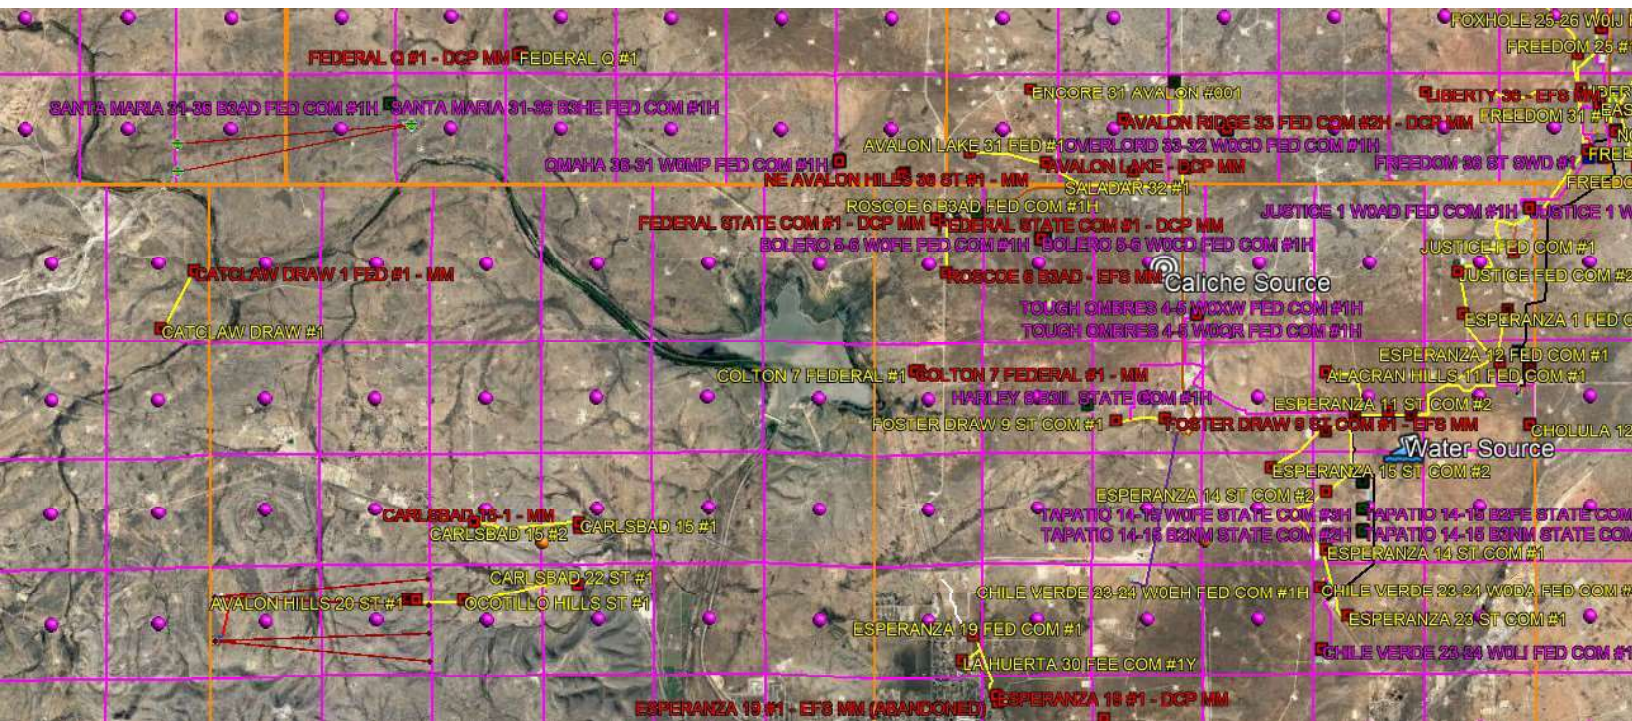 FOXHOLE 25-26 W0IJ F
FREEDOM 25 #1
FEDERAL Q #1 - DCP MM
FEDERAL Q #1
ENCORE 31 AVALON #001
LIBERTY 36 - EFS MM
SANTA MARIA 31-36 B3AD FED COM #1H
SANTA MARIA 31-36 B3HE FED COM #1H
FREEDOM 31 #1
AVALON RIDGE 33 FED COM #2H - DCP MM
AVALON LAKE 31 FED #1
OVERLORD 33-32 W0CD FED COM #1H
OMAHA 36-31 W0MP FED COM #1H
AVALON LAKE - DCP MM
FREEDOM 36 ST SWD #1
FREE
NE AVALON HILLS 36 ST #1 - MM
SALADAR 32 #1
FREEDO
ROSCOE 6 B3AD FED COM #1H
JUSTICE 1 W0AD FED COM #1H
JUSTICE 1 W
FEDERAL STATE COM #1 - DCP MM
FEDERAL STATE COM #1 - DCP MM
BOLERO 5-6 W0FE FED COM #1H
BOLERO 5-6 W0CD FED COM #1H
JUSTICE FED COM #1
CATCLAW DRAW 1 FED #1 - MM
ROSCOE 6 B3AD - EFS MM
JUSTICE FED COM #2
Caliche Source
TOUGH OMBRES 4-5 W0XW FED COM #1H
ESPERANZA 1 FED C
CATCLAW DRAW #1
TOUGH OMBRES 4-5 W0QR FED COM #1H
ESPERANZA 12 FED COM #1
COLTON 7 FEDERAL #1
COLTON 7 FEDERAL #1 - MM
ALACRAN HILLS 11 FED COM #1
HARLEY 9 B3IL STATE COM #1H
ESPERANZA 11 ST COM #2
FOSTER DRAW 9 ST COM #1
FOSTER DRAW 9 ST COM #1 - EFS MM
CHOLULA 12
Water Source
ESPERANZA 15 ST COM #2
ESPERANZA 14 ST COM #2
CARLSBAD 15-1 - MM
TAPATIO 14-15 W0FE STATE COM #3H
TAPATIO 14-15 B2FE STATE COM
CARLSBAD 15 #1
CARLSBAD 15 #2
TAPATIO 14-15 B2NM STATE COM #2H
TAPATIO 14-15 B3NM STATE COM
ESPERANZA 14 ST COM #1
CARLSBAD 22 ST #1
CHILE VERDE 23-24 W0EH FED COM #1H
CHILE VERDE 23-24 W0DA FED COM #
AVALON HILLS 20 ST #1
OCOTILLO HILLS ST #1
ESPERANZA 23 ST COM #1
ESPERANZA 19 FED COM #1
CHILE VERDE 23-24 W0LI FED COM #1
LA HUERTA 30 FEE COM #1Y
ESPERANZA 19 #1 - DCP MM
ESPERANZA 19 #1 - EFS MM (ABANDONED)